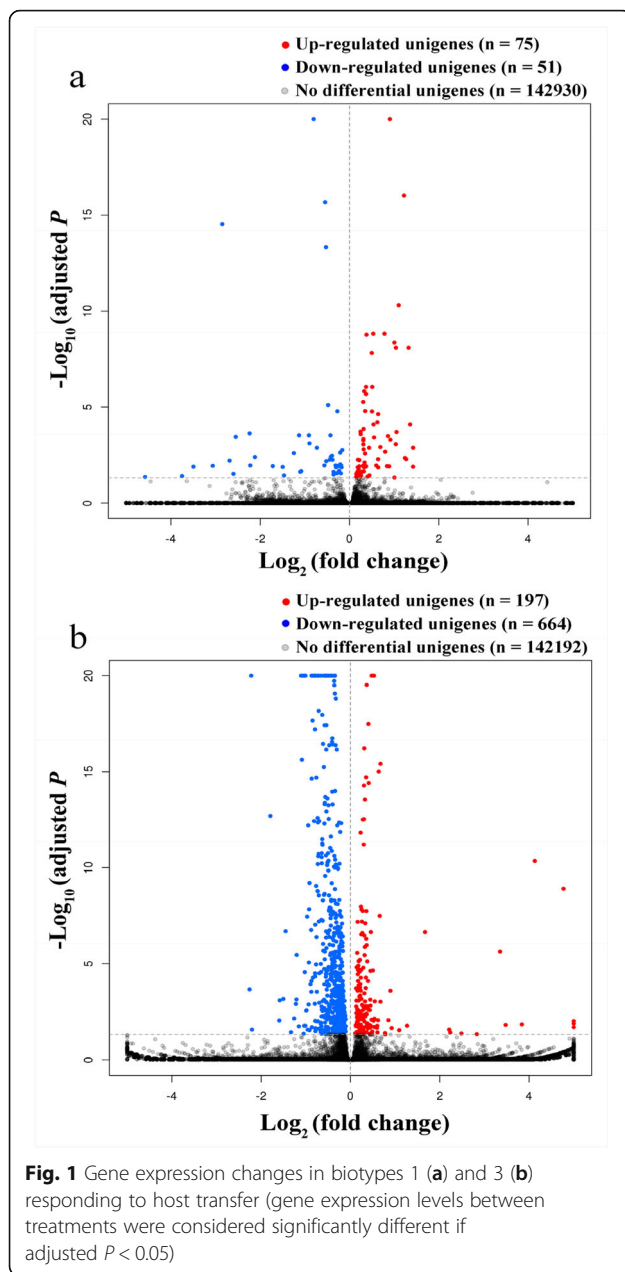 a
Up-regulated unigenes (n = 75)
Down-regulated unigenes (n = 51)
No differential unigenes (n = 142930)
20
15
10
5
0
-Log10 (adjusted P
-4
-2
0
2
4
Log2 (fold change)
b
Up-regulated unigenes (n = 197)
Down-regulated unigenes (n = 664)
No differential unigenes (n = 142192)
20
15
10
5
0
-Log10 (adjusted P
-4
-2
0
2
4
Log2 (fold change)
Fig. 1 Gene expression changes in biotypes 1 (a) and 3 (b)
responding to host transfer (gene expression levels between
treatments were considered significantly different if
adjusted P < 0.05)